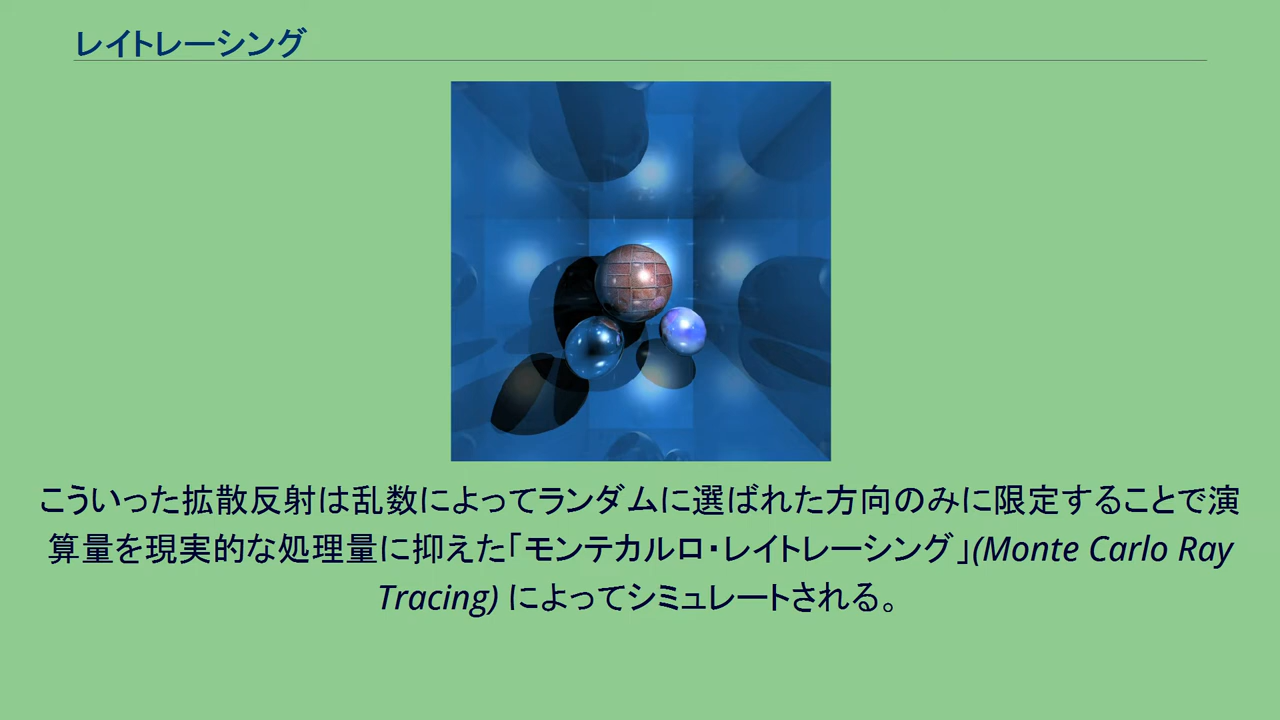 レイトレーシング
こういった拡散反射は乱数によってランダムに選ばれた方向のみに限定することで演
算量を現実的な処理量に抑えた「モンテカルロ・レイトレーシング」(Monte Carlo Ray
Tracing) によってシミュレートされる。